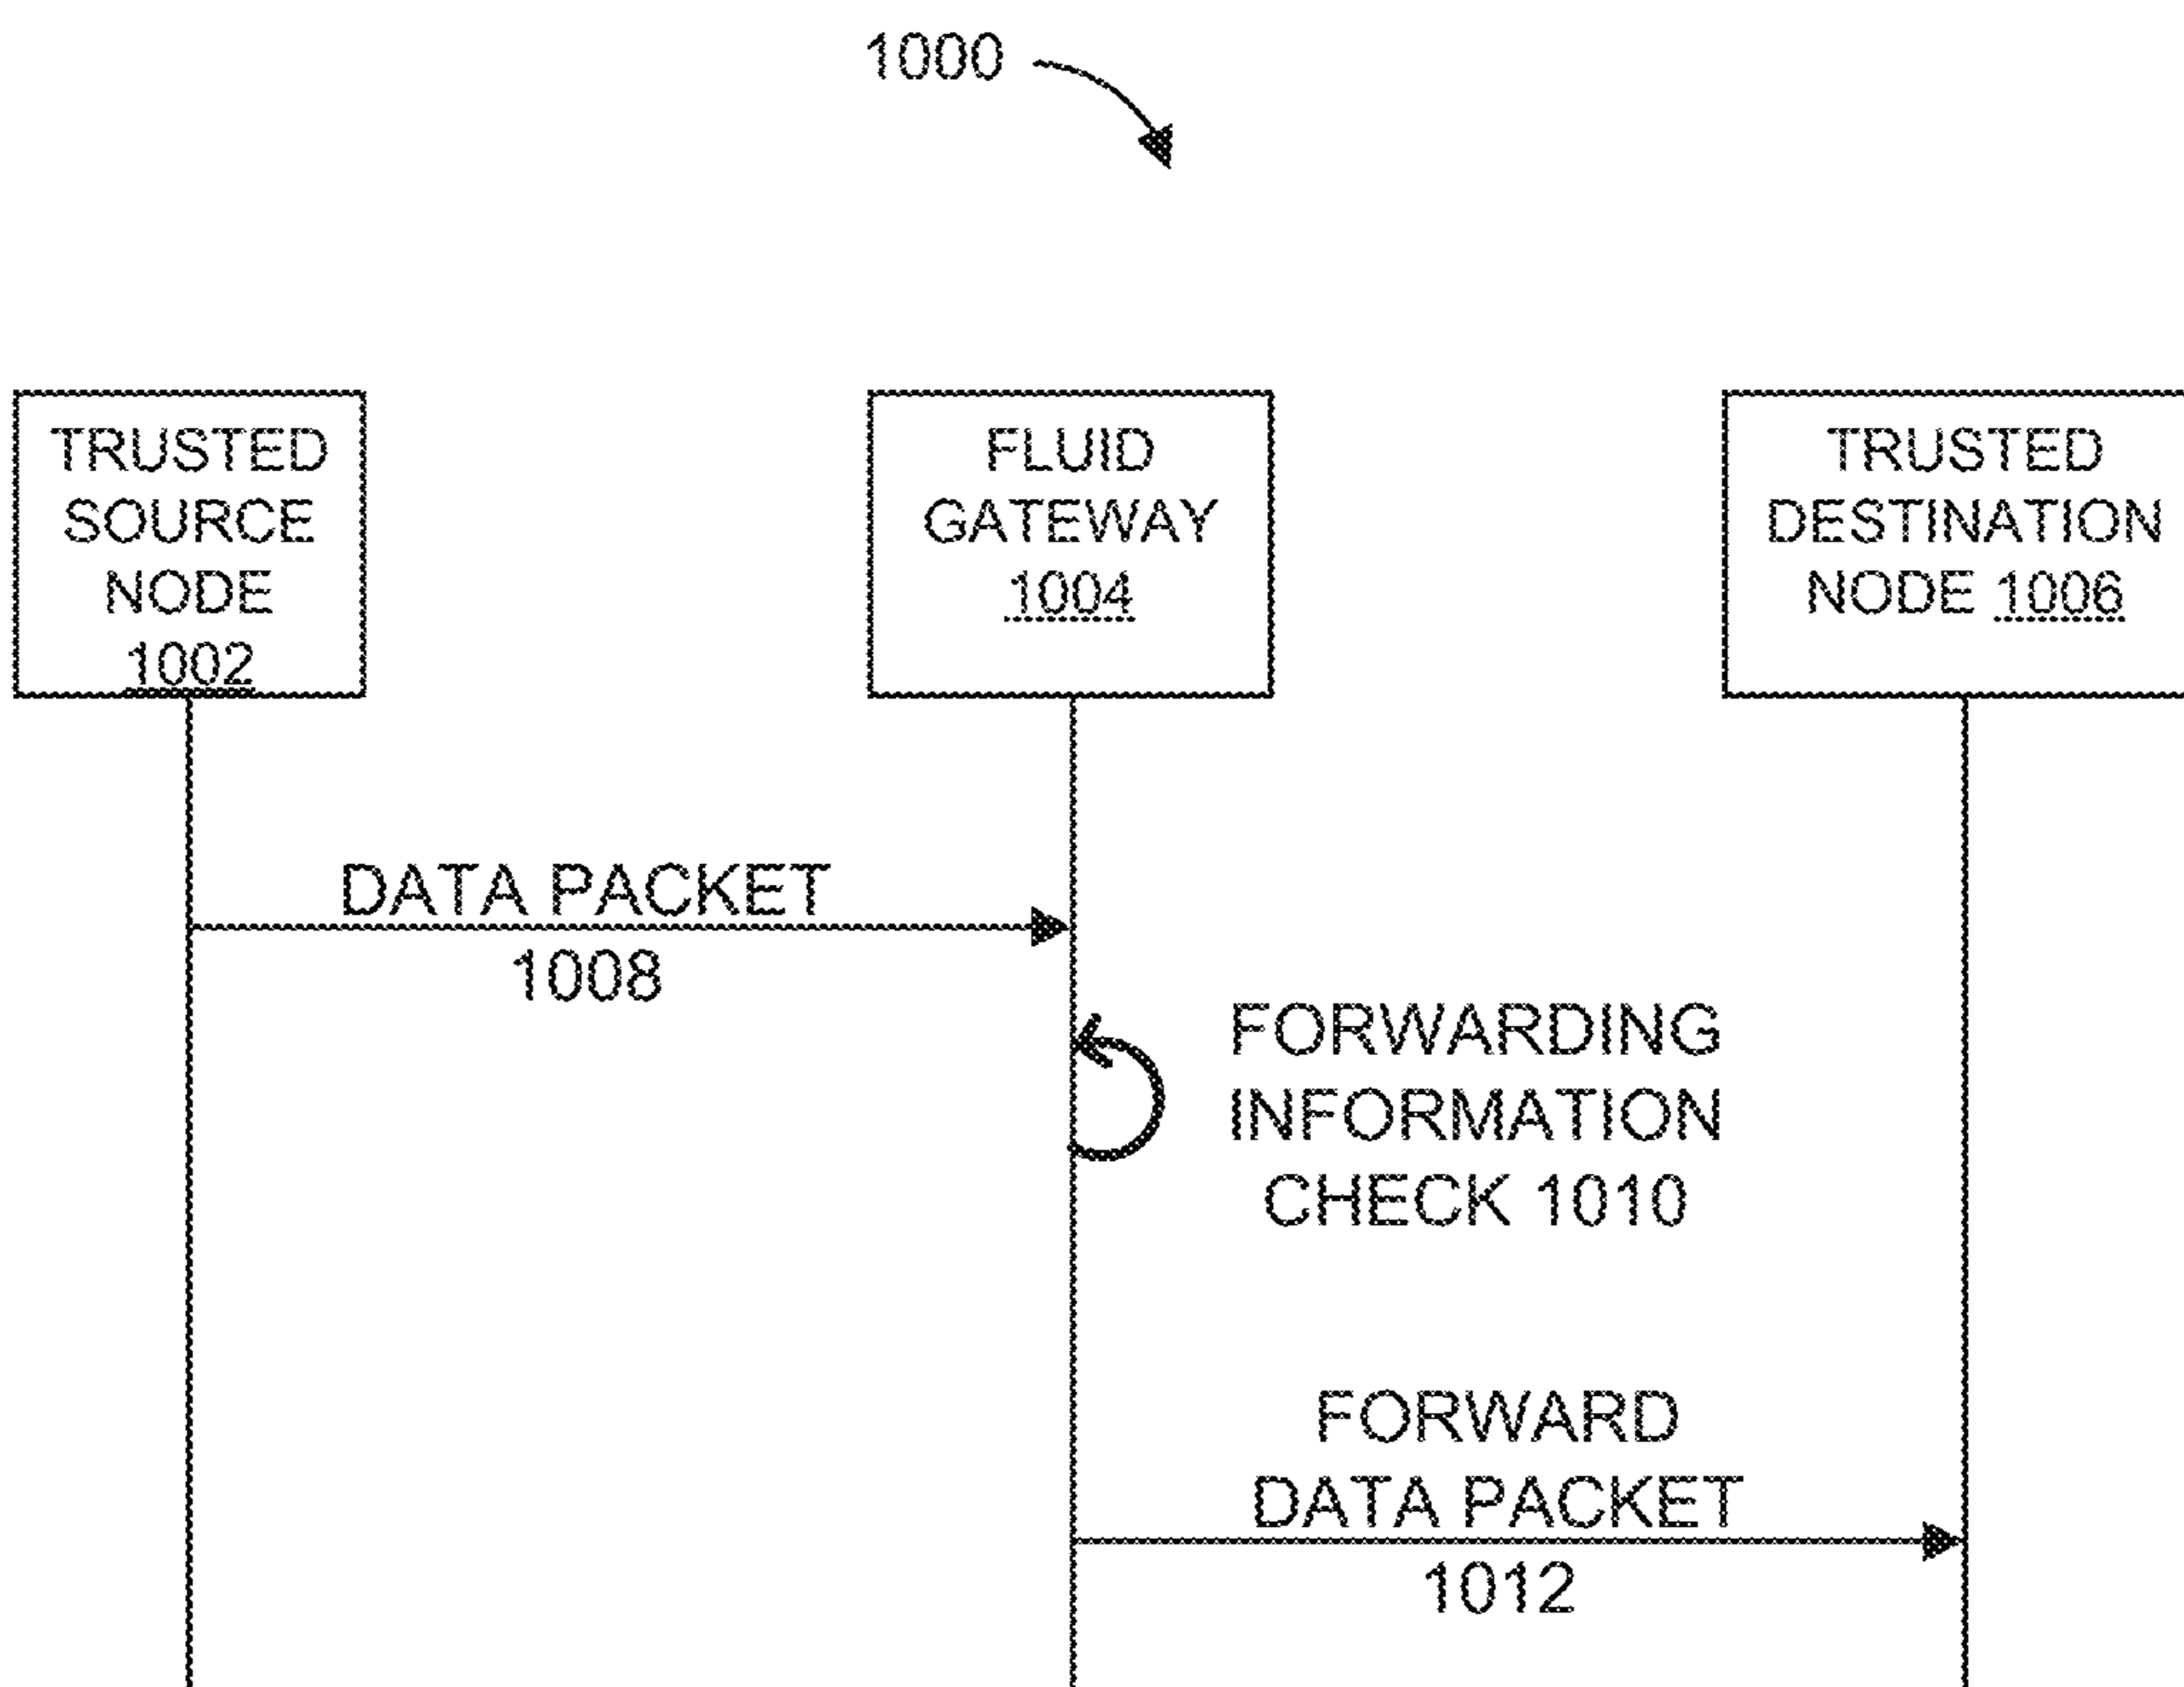 1000
TRUSTED
SOURCE
NODE
1002
FLUID
GATEWAY
1004
TRUSTED
DESTINATION
NODE 1006
DATA PACKET
1008
FORWARDING
INFORMATION
CHECK 1010
FORWARD
DATA PACKET
1012